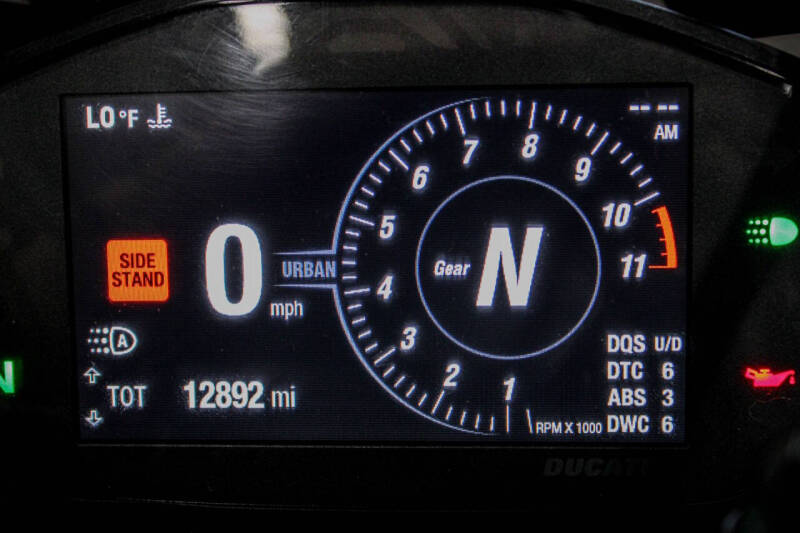 LO °F
-- --
AM
SIDE
STAND
0 mph
URBAN
A
TOT 12892 mi
1
2
3
4
5
6
7
8
9
10
11
Gear N
RPM X 1000
DQS U/D
DTC 6
ABS 3
DWC 6
N
DUCATI